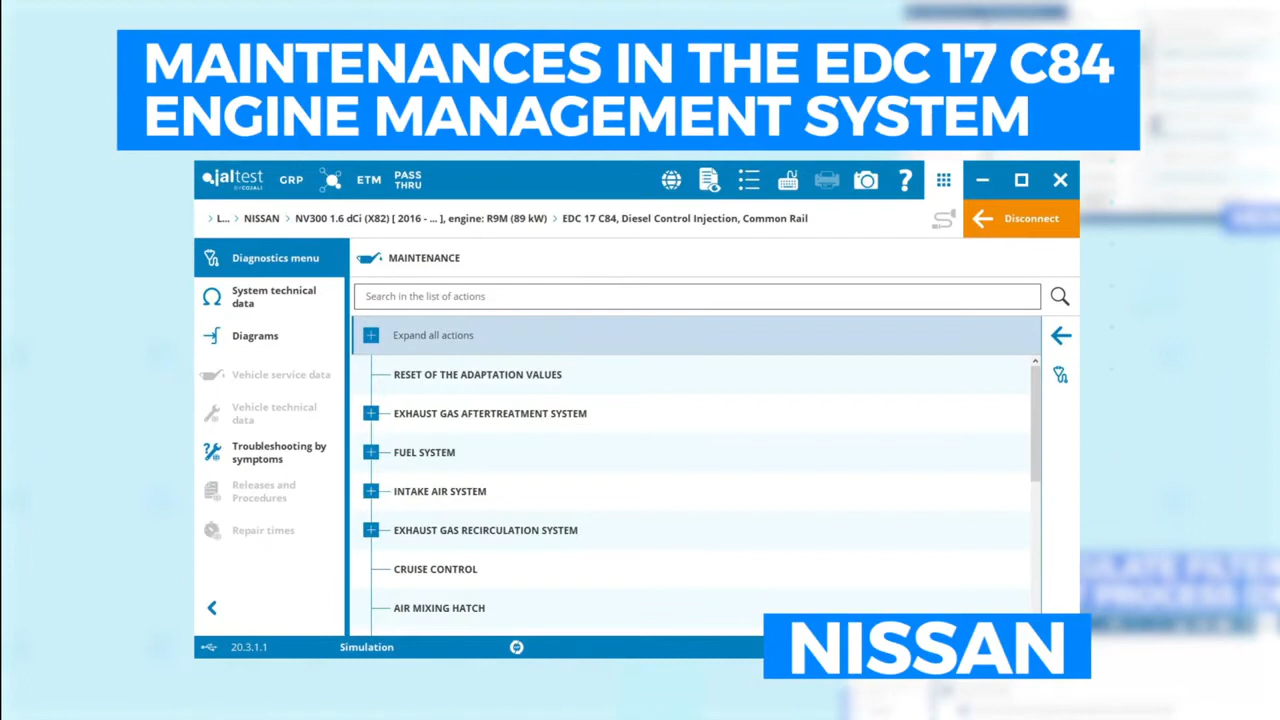 MAINTENANCES IN THE EDC 17 C84
ENGINE MANAGEMENT SYSTEM
jaltest
BY COJALI
GRP
ETM
PASS
THRU
?
> L... > NISSAN > NV300 1.6 dCi (X82) [ 2016 - ... ], engine: R9M (89 kW) > EDC 17 C84, Diesel Control Injection, Common Rail
Disconnect
Diagnostics menu
System technical
data
Diagrams
Vehicle service data
Vehicle technical
data
Troubleshooting by
symptoms
Releases and
Procedures
Repair times
MAINTENANCE
Search in the list of actions
Expand all actions
RESET OF THE ADAPTATION VALUES
EXHAUST GAS AFTERTREATMENT SYSTEM
FUEL SYSTEM
INTAKE AIR SYSTEM
EXHAUST GAS RECIRCULATION SYSTEM
CRUISE CONTROL
AIR MIXING HATCH
20.3.1.1
Simulation
NISSAN